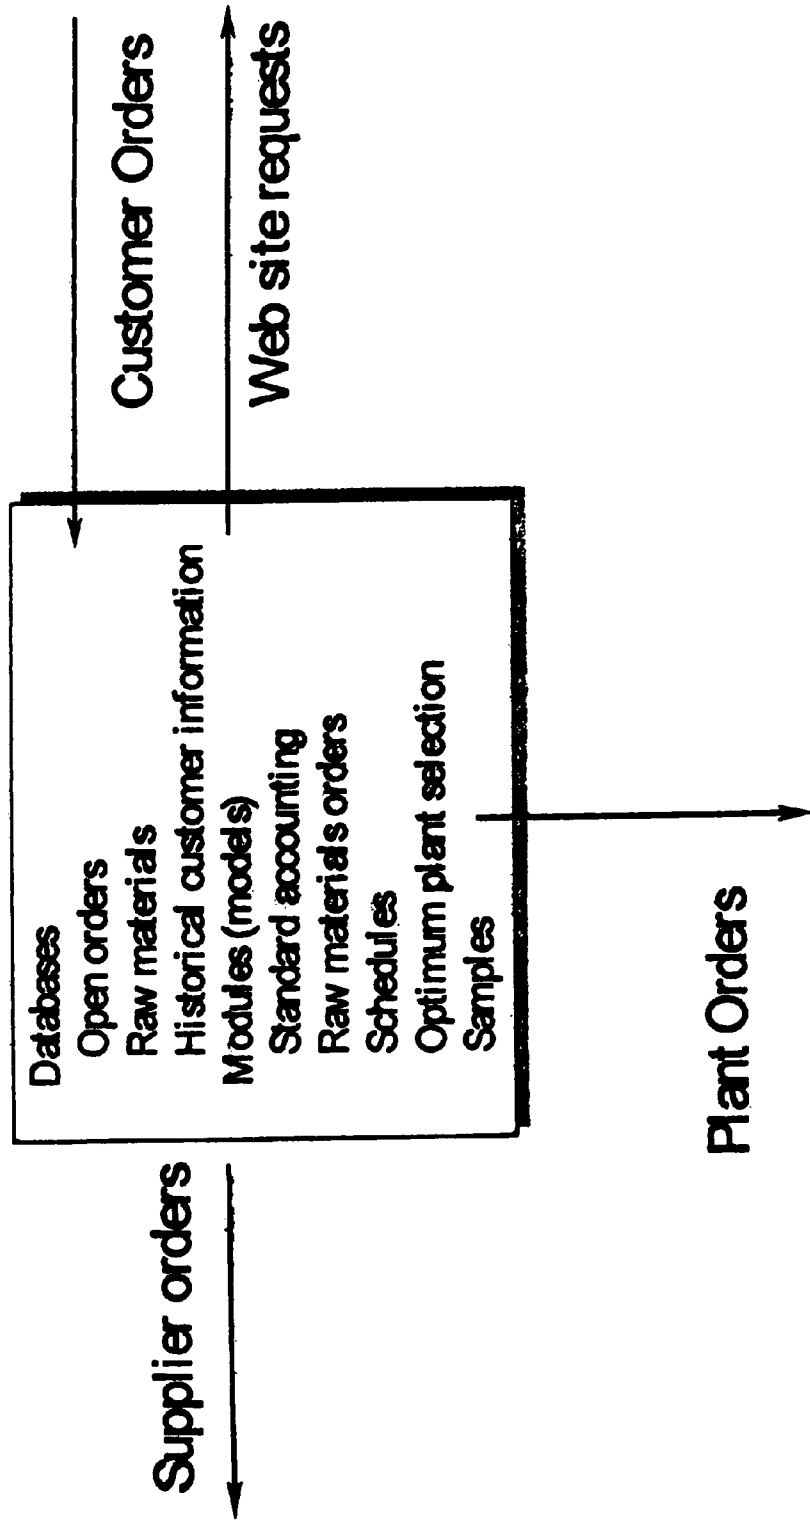 Supplier orders
Databases
Open orders
Raw materials
Historical customer information
Modules (models)
Standard accounting
Raw materials orders
Schedules
Optimum plant selection
Samples
Customer Orders
Web site requests
Plant Orders